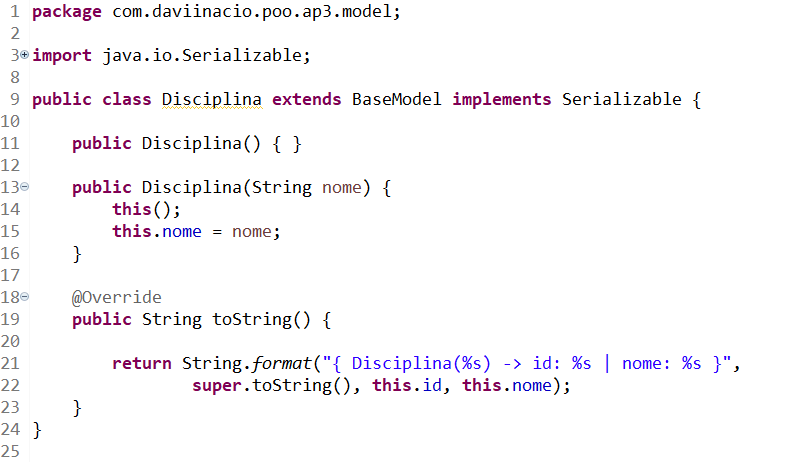 1 package com.daviinacio.poo.ap3.model;
2
3 import java.io.Serializable;
8
9 public class Disciplina extends BaseModel implements Serializable {
10
11     public Disciplina() { }
12
13     public Disciplina(String nome) {
14         this();
15         this.nome = nome;
16     }
17
18     @Override
19     public String toString() {
20
21         return String.format("{ Disciplina(%s) -> id: %s | nome: %s }",
22                 super.toString(), this.id, this.nome);
23     }
24 }
25